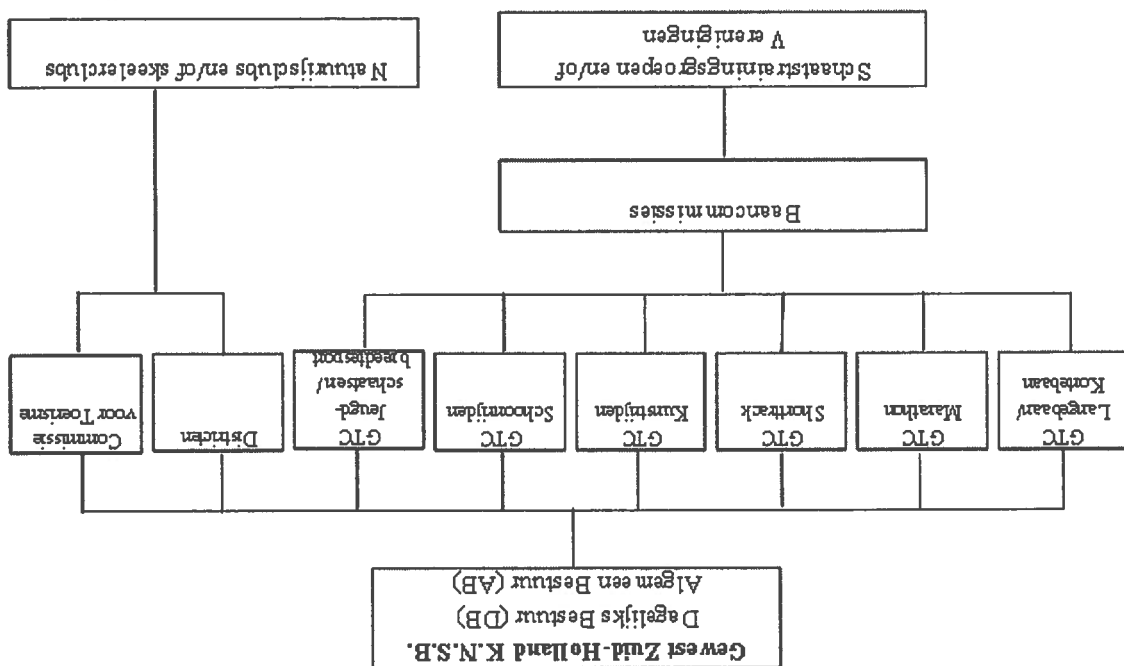 Gewest Zuid-Holland K.N.S.B.
Dagelijks Bestuur (DB)
Algemeen Bestuur (AB)
GTC
Langebaan/
Kortebaan
GTC
Marathon
GTC
Shorttrack
GTC
Kunstrijden
GTC
Schoonrijden
GTC
Jeugd-
schaatsen/
breedtesport
Districten
Commissie
voor Toerisme
Baancommissies
Schaatstrainingsgroepen en/of
Verenigingen
Natuurijsclubs en/of skeelerclubs